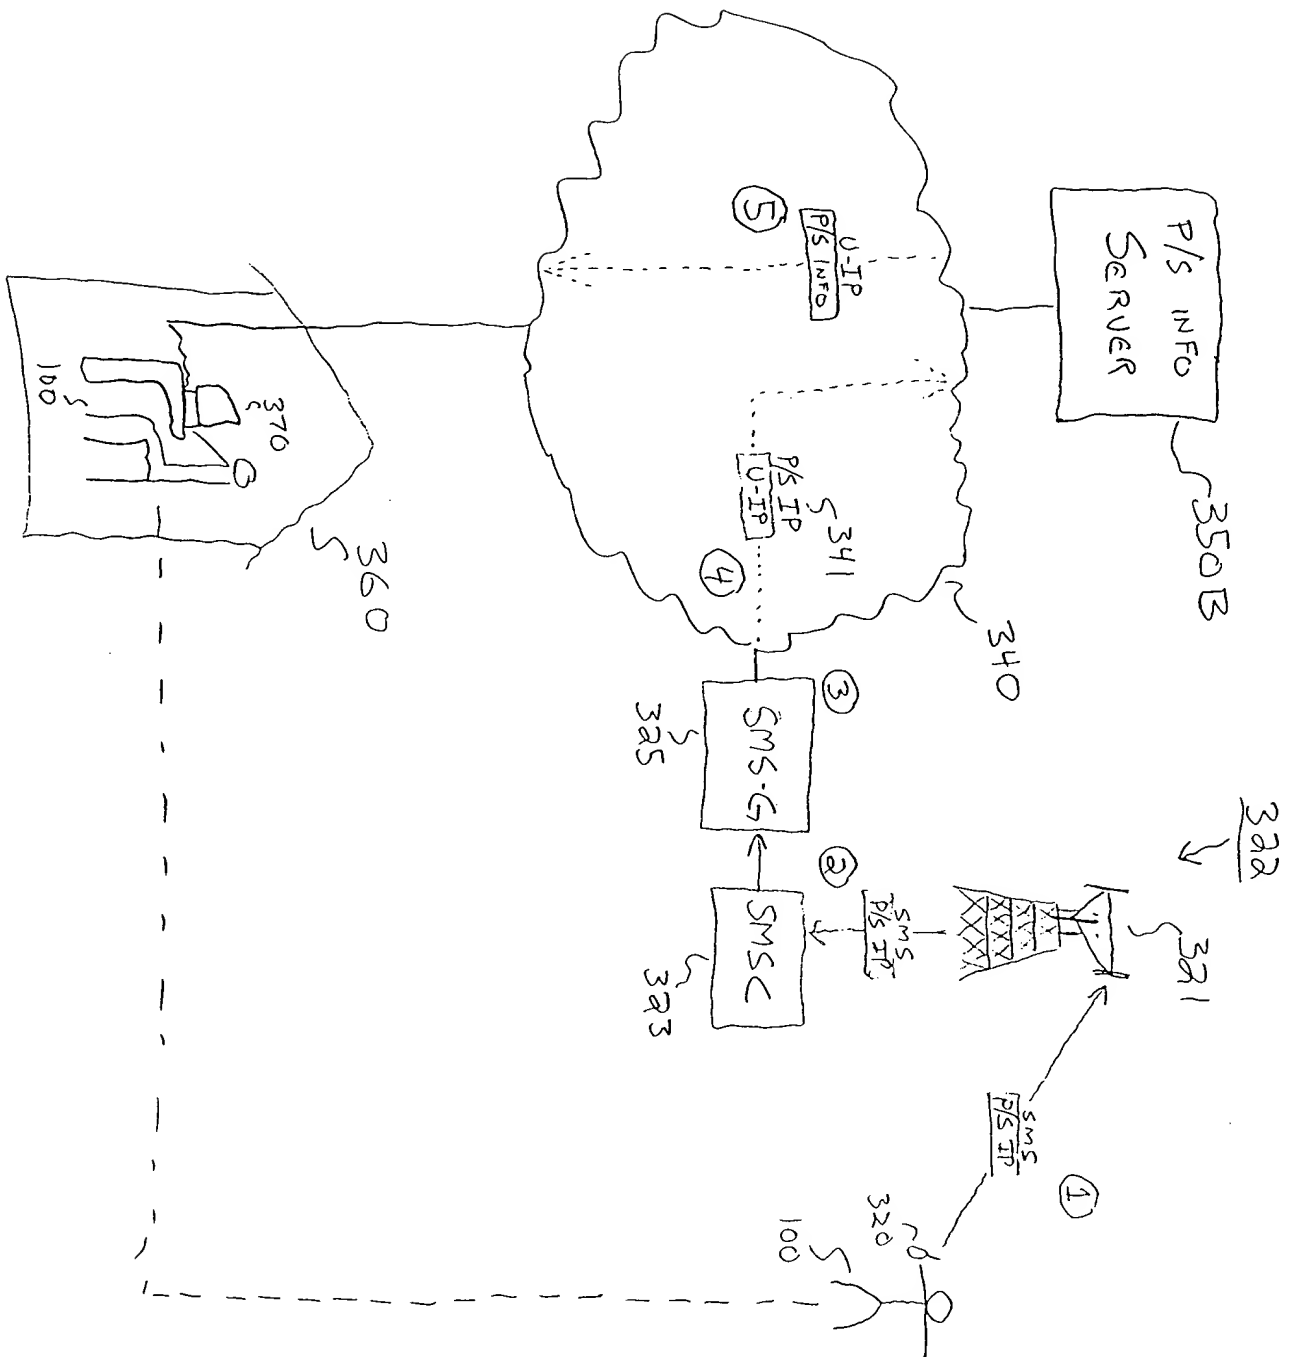 322
321
1
SMS
P/S IP
320
100
2
SMS
P/S IP
SMSC
323
3
SMS-G
325
340
341
P/S IP
U-IP
4
P/S INFO
SERVER
350B
5
U-IP
P/S INFO
360
370
100